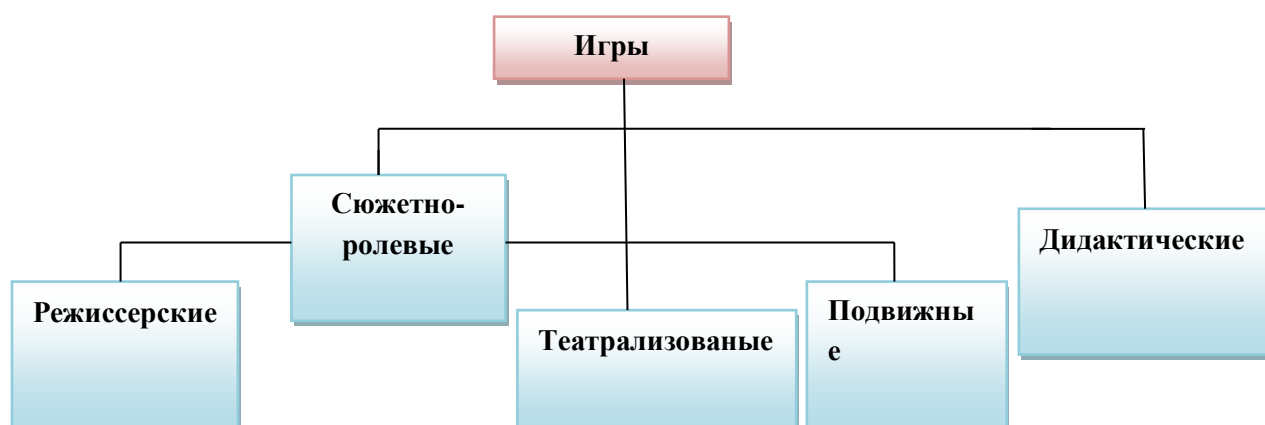 Игры
Сюжетно-
ролевые
Дидактические
Режиссерские
Театрализованые
Подвижны
е